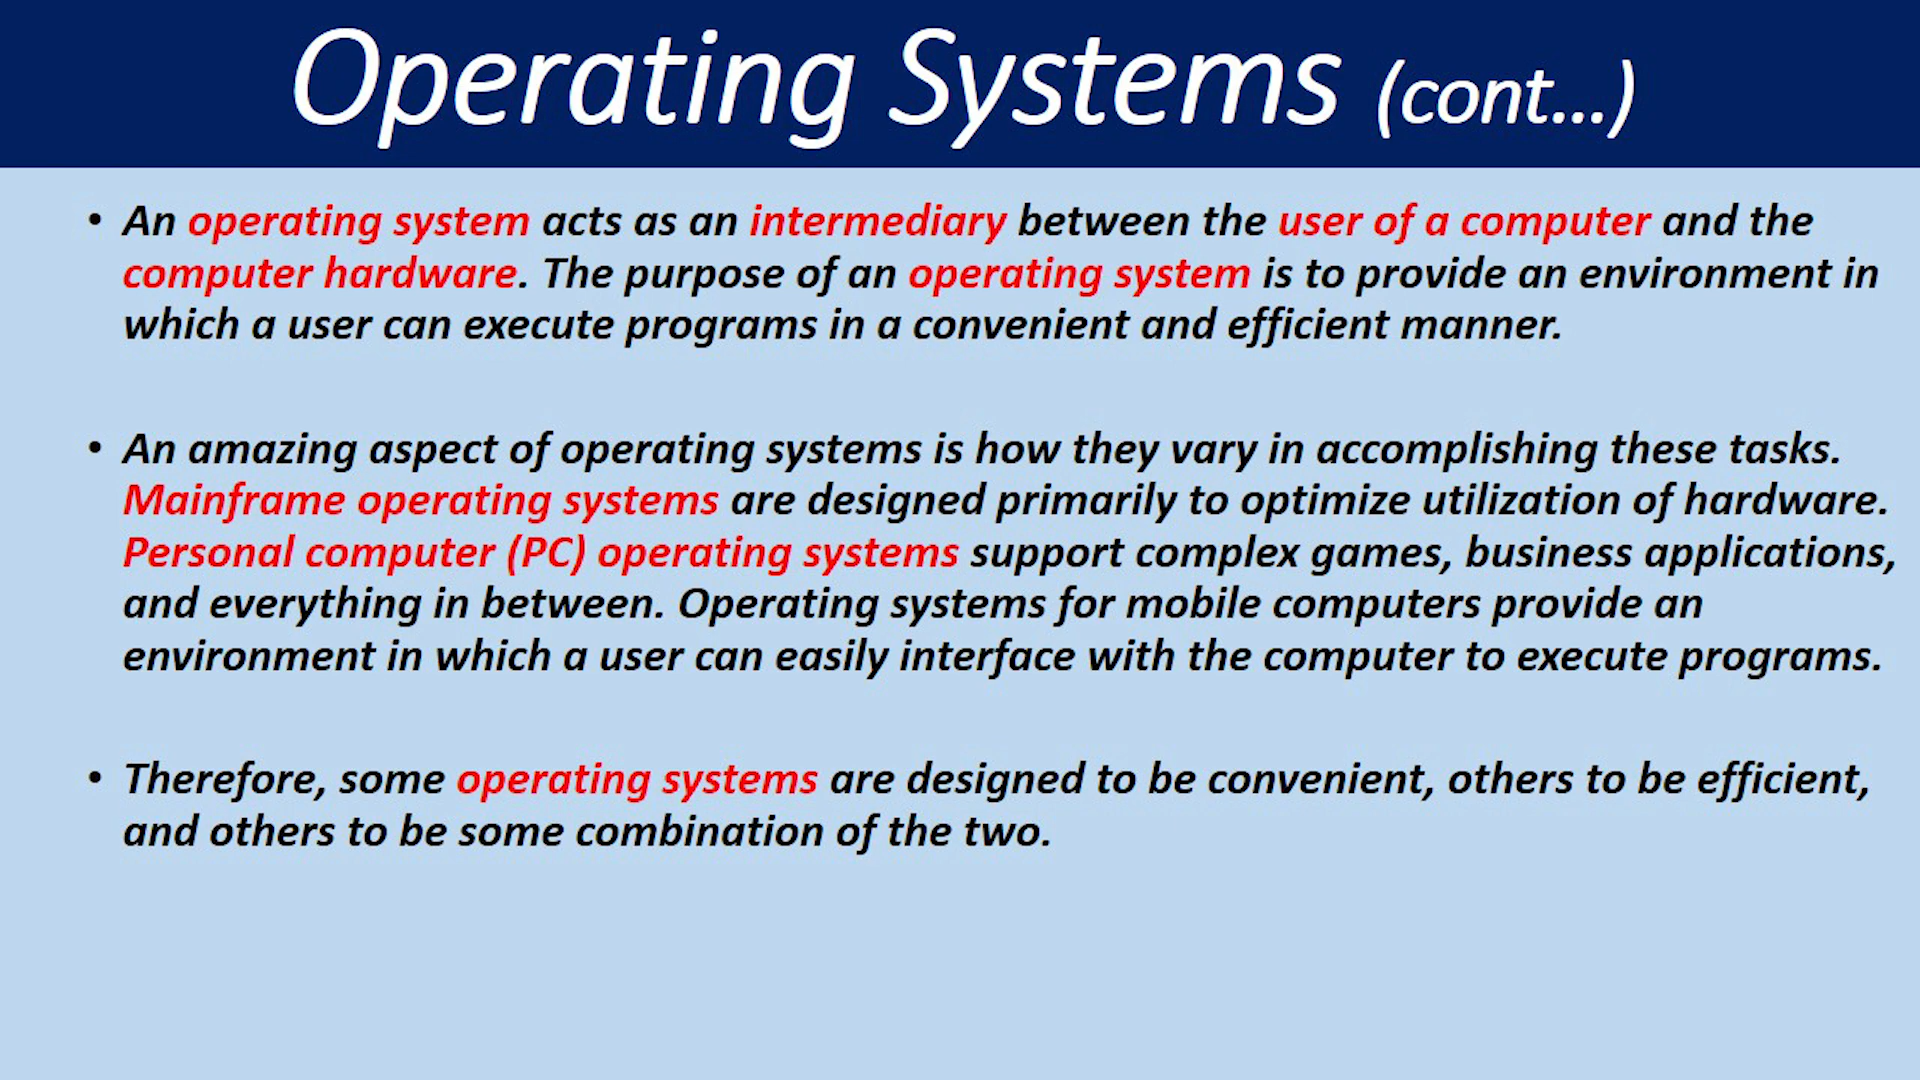 Operating Systems (cont...)
• An operating system acts as an intermediary between the user of a computer and the
computer hardware. The purpose of an operating system is to provide an environment in
which a user can execute programs in a convenient and efficient manner.
• An amazing aspect of operating systems is how they vary in accomplishing these tasks.
Mainframe operating systems are designed primarily to optimize utilization of hardware.
Personal computer (PC) operating systems support complex games, business applications,
and everything in between. Operating systems for mobile computers provide an
environment in which a user can easily interface with the computer to execute programs.
• Therefore, some operating systems are designed to be convenient, others to be efficient,
and others to be some combination of the two.